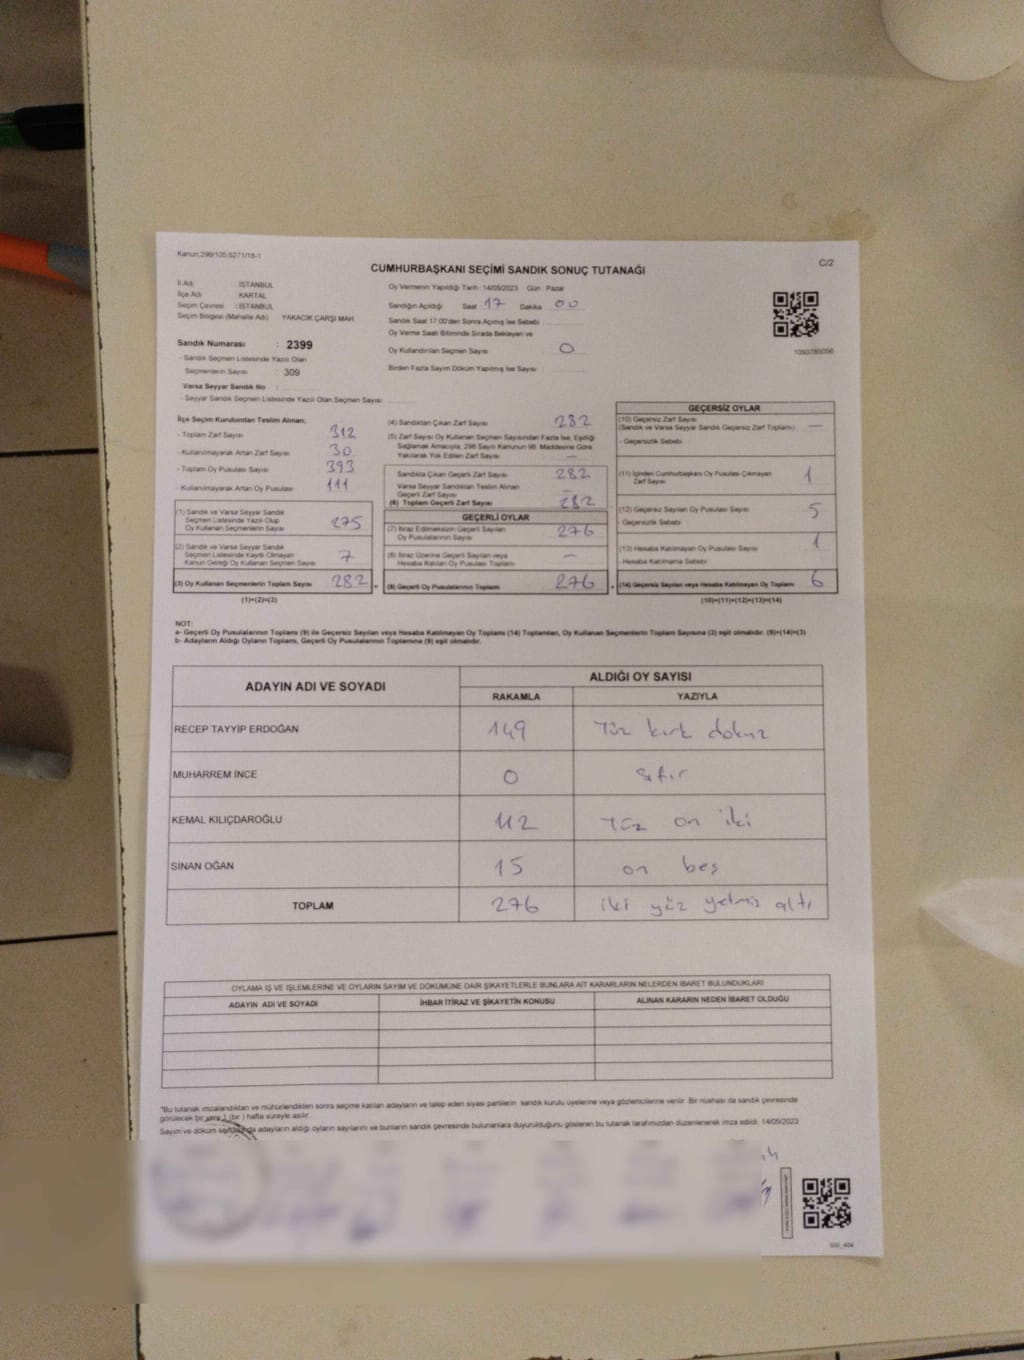 Kanun;298/105,6271/18-1
C/2
CUMHURBAŞKANI SEÇİMİ SANDIK SONUÇ TUTANAĞI
İl Adı : İSTANBUL
İlçe Adı : KARTAL
Seçim Çevresi : İSTANBUL
Seçim Bölgesi (Mahalle Adı) YAKACIK ÇARŞI MAH.
Sandık Numarası : 2399
- Sandık Seçmen Listesinde Yazılı Olan
Seçmenlerin Sayısı : 309
Varsa Seyyar Sandık No :
- Seyyar Sandık Seçmen Listesinde Yazılı Olan Seçmen Sayısı :
Oy Vermenin Yapıldığı Tarih 14/05/2023 Gün Pazar
Sandığın Açıldığı Saat 17 Dakika 00
Sandık Saat 17:00'den Sonra Açılmış İse Sebebi :
Oy Verme Saati Bitiminde Sırada Bekleyen ve
Oy Kullandırılan Seçmen Sayısı : 0
Birden Fazla Sayım Döküm Yapılmış İse Sayısı :
1093785056
İlçe Seçim Kurulundan Teslim Alınan;
- Toplam Zarf Sayısı 312
- Kullanılmayarak Artan Zarf Sayısı 30
- Toplam Oy Pusulası Sayısı 393
- Kullanılmayarak Artan Oy Pusulası 111
(1) Sandık ve Varsa Seyyar Sandık
Seçmen Listesinde Yazılı Olup
Oy Kullanan Seçmenlerin Sayısı 275
(2) Sandık ve Varsa Seyyar Sandık
Seçmen Listesinde Kayıtlı Olmayan
Kanun Gereği Oy Kullanan Seçmen Sayısı 7
(3) Oy Kullanan Seçmenlerin Toplam Sayısı 282 =
(1)+(2)=(3)
(4) Sandıktan Çıkan Zarf Sayısı 282
(5) Zarf Sayısı Oy Kullanan Seçmen Sayısından Fazla İse, Eşitliği
Sağlamak Amacıyla, 298 Sayılı Kanunun 98. Maddesine Göre
Yakılarak Yok Edilen Zarf Sayısı —
Sandıkta Çıkan Geçerli Zarf Sayısı 282
Varsa Seyyar Sandıktan Teslim Alınan
Geçerli Zarf Sayısı —
(6) Toplam Geçerli Zarf Sayısı 282
GEÇERLİ OYLAR
(7) İtiraz Edilmeksizin Geçerli Sayılan
Oy Pusulalarının Sayısı 276
(8) İtiraz Üzerine Geçerli Sayılan veya
Hesaba Katılan Oy Pusulaları Toplamı —
(9) Geçerli Oy Pusulalarının Toplamı 276 +
GEÇERSİZ OYLAR
(10) Geçersiz Zarf Sayısı
(Sandık ve Varsa Seyyar Sandık Geçersiz Zarf Toplamı) —
- Geçersizlik Sebebi
(11) İçinden Cumhurbaşkanı Oy Pusulası Çıkmayan
Zarf Sayısı 1
(12) Geçersiz Sayılan Oy Pusulası Sayısı 5
- Geçersizlik Sebebi
(13) Hesaba Katılmayan Oy Pusulası Sayısı 1
- Hesaba Katılmama Sebebi
(14) Geçersiz Sayılan veya Hesaba Katılmayan Oy Toplamı 6
(10)+(11)+(12)+(13)=(14)
NOT:
a- Geçerli Oy Pusulalarının Toplamı (9) ile Geçersiz Sayılan veya Hesaba Katılmayan Oy Toplamı (14) Toplamları, Oy Kullanan Seçmenlerin Toplam Sayısına (3) eşit olmalıdır. (9)+(14)=(3)
b- Adayların Aldığı Oyların Toplamı, Geçerli Oy Pusulalarının Toplamına (9) eşit olmalıdır.
ADAYIN ADI VE SOYADI ALDIĞI OY SAYISI
RAKAMLA YAZIYLA
RECEP TAYYİP ERDOĞAN 149 Yüz kırk dokuz
MUHARREM İNCE 0 sıfır
KEMAL KILIÇDAROĞLU 112 Yüz on iki
SİNAN OĞAN 15 on beş
TOPLAM 276 iki yüz yetmiş altı
OYLAMA İŞ VE İŞLEMLERİNE VE OYLARIN SAYIM VE DÖKÜMÜNE DAİR ŞİKAYETLERLE BUNLARA AİT KARARLARIN NELERDEN İBARET BULUNDUKLARI
ADAYIN ADI VE SOYADI İHBAR İTİRAZ VE ŞİKAYETİN KONUSU ALINAN KARARIN NEDEN İBARET OLDUĞU
"Bu tutanak imzalandıktan ve mühürlendikten sonra seçime katılan adayların ve talep eden siyasi partilerin sandık kurulu üyelerine veya gözlemcilerine verilir. Bir nüshası da sandık çevresinde
görülecek bir yere 1 (bir) hafta süreyle asılır.
Sayım ve döküm sonunda adayların aldığı oyların sayılarını ve bunların sandık çevresinde bulunanlara duyurulduğunu gösteren bu tutanak tarafımızdan düzenlenerek imza edildi. 14/05/2023